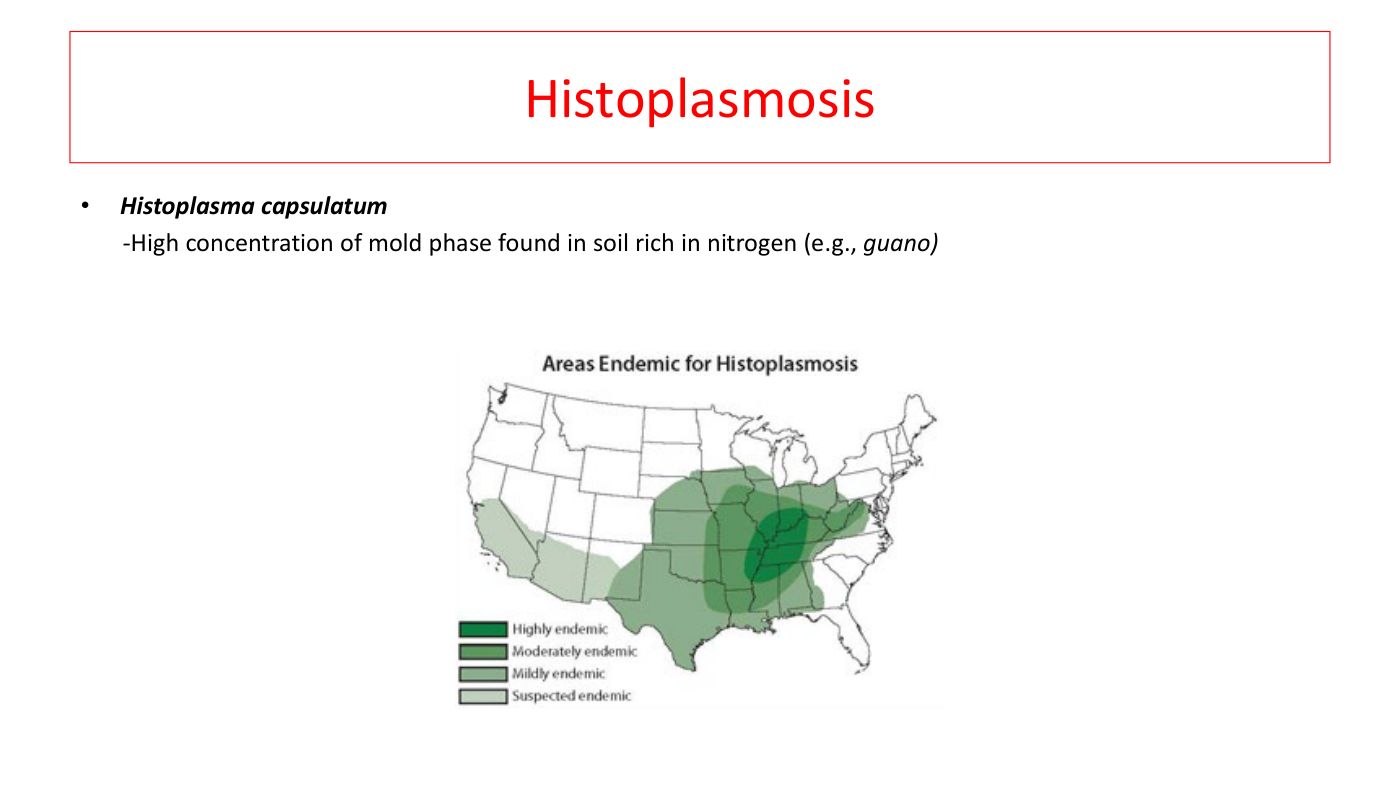 Histoplasmosis
• Histoplasma capsulatum
-High concentration of mold phase found in soil rich in nitrogen (e.g., guano)
Areas Endemic for Histoplasmosis
Highly endemic
Moderately endemic
Mildly endemic
Suspected endemic